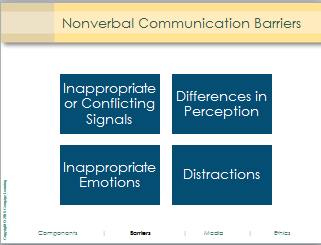 Nonverbal Communication Barriers
Inappropriate
or Conflicting
Signals
Differences in
Perception
Inappropriate
Emotions
Distractions
Components | Barriers | Media | Ethics